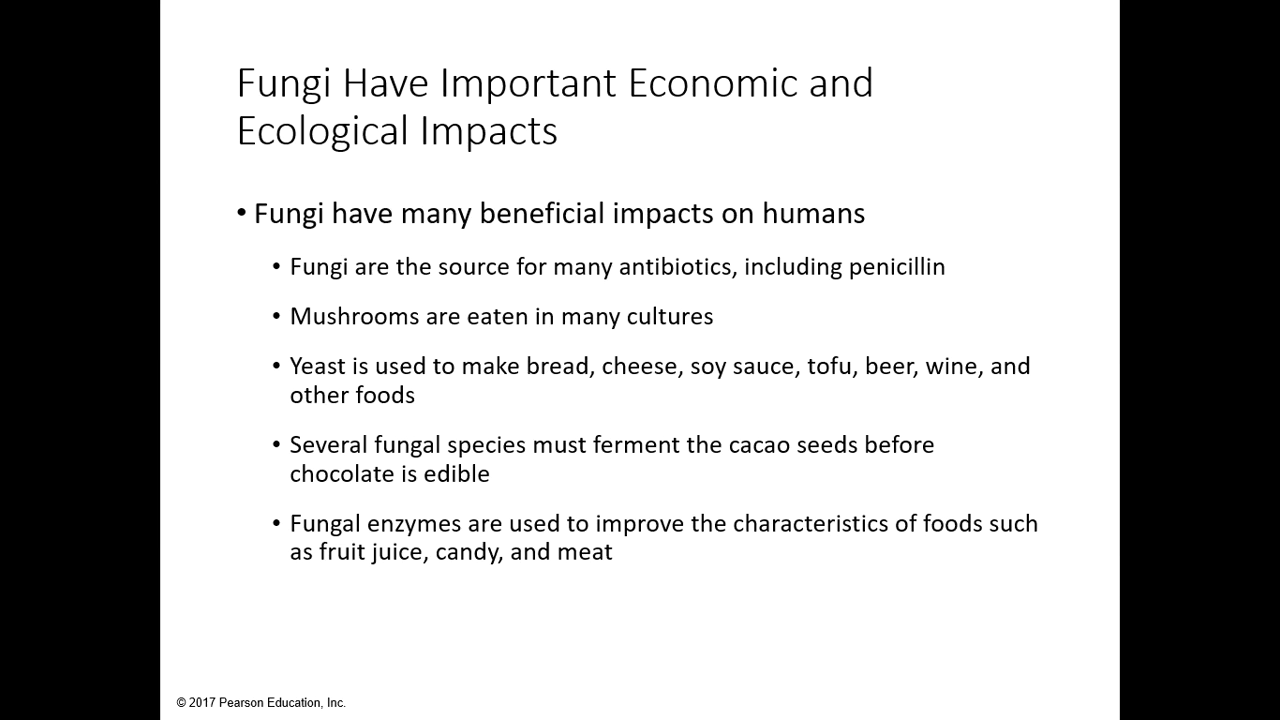 Fungi Have Important Economic and
Ecological Impacts
• Fungi have many beneficial impacts on humans
• Fungi are the source for many antibiotics, including penicillin
• Mushrooms are eaten in many cultures
• Yeast is used to make bread, cheese, soy sauce, tofu, beer, wine, and
other foods
• Several fungal species must ferment the cacao seeds before
chocolate is edible
• Fungal enzymes are used to improve the characteristics of foods such
as fruit juice, candy, and meat
© 2017 Pearson Education, Inc.